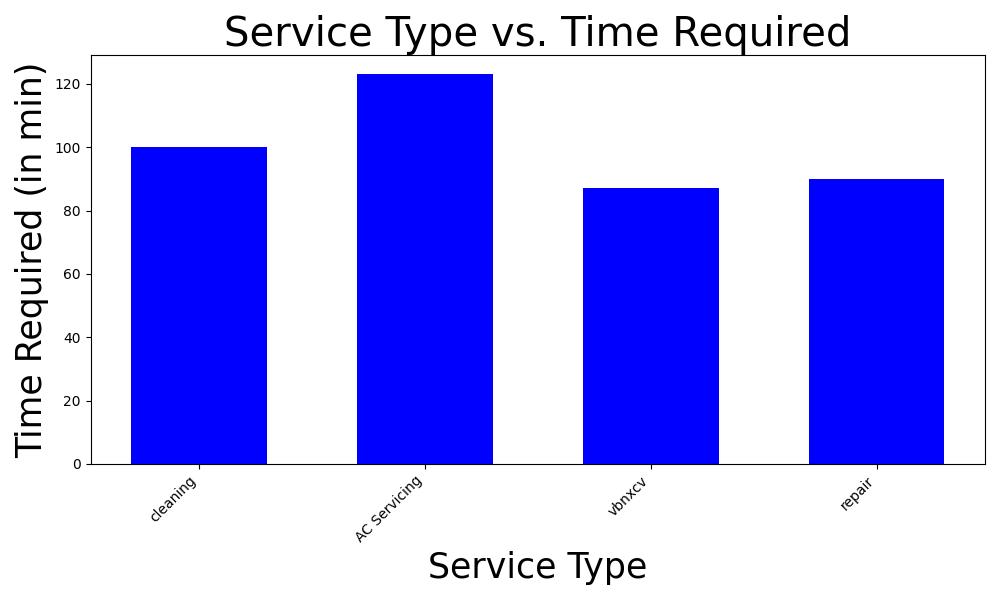 Service Type vs. Time Required
Time Required (in min)
120
100
80
60
40
20
0
cleaning
AC Servicing
vbnxcv
repair
Service Type